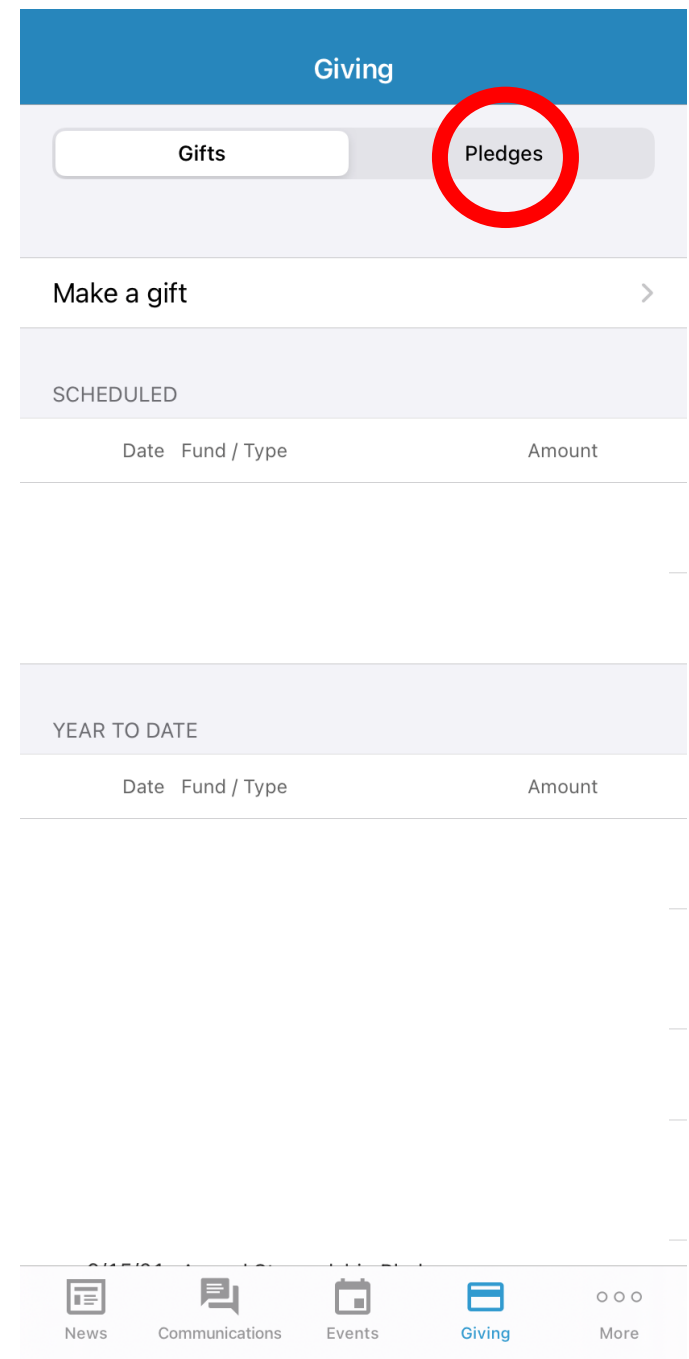 Giving
Gifts Pledges
Make a gift
SCHEDULED
Date Fund / Type Amount
YEAR TO DATE
Date Fund / Type Amount
News Communications Events Giving More